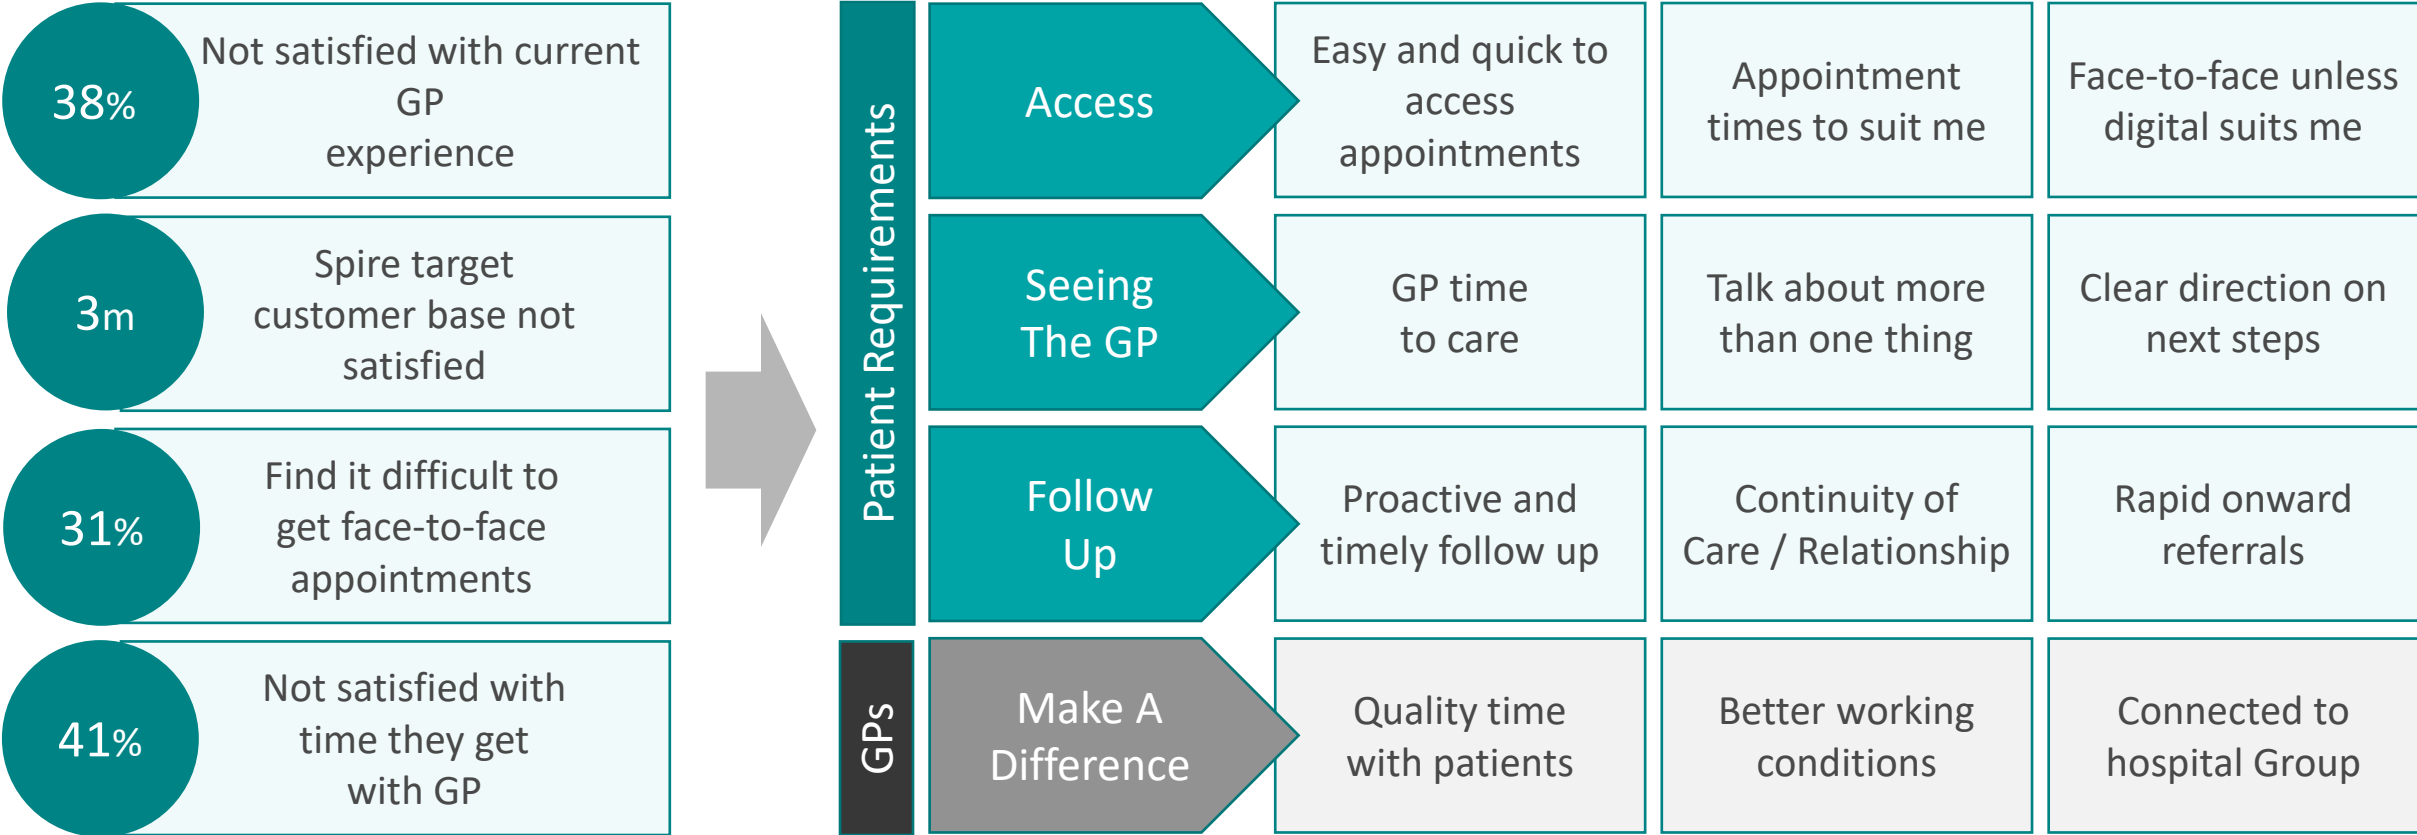 38%
Not satisfied with current
GP
experience
3m
Spire target
customer base not
satisfied
31%
Find it difficult to
get face-to-face
appointments
41%
Not satisfied with
time they get
with GP
Patient Requirements
Access
Easy and quick to
access
appointments
Appointment
times to suit me
Face-to-face unless
digital suits me
Seeing
The GP
GP time
to care
Talk about more
than one thing
Clear direction on
next steps
Follow
Up
Proactive and
timely follow up
Continuity of
Care / Relationship
Rapid onward
referrals
GPs
Make A
Difference
Quality time
with patients
Better working
conditions
Connected to
hospital Group